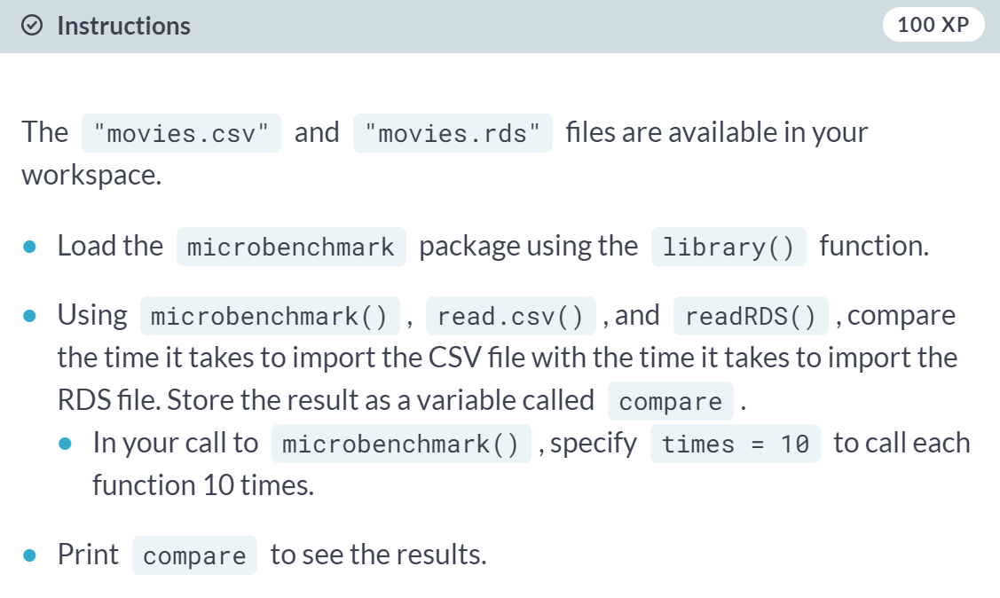 Instructions 100 XP
The "movies.csv" and "movies.rds" files are available in your
workspace.
Load the microbenchmark package using the library() function.
Using microbenchmark() , read.csv() , and readRDS() , compare
the time it takes to import the CSV file with the time it takes to import the
RDS file. Store the result as a variable called compare .
In your call to microbenchmark() , specify times = 10 to call each
function 10 times.
Print compare to see the results.